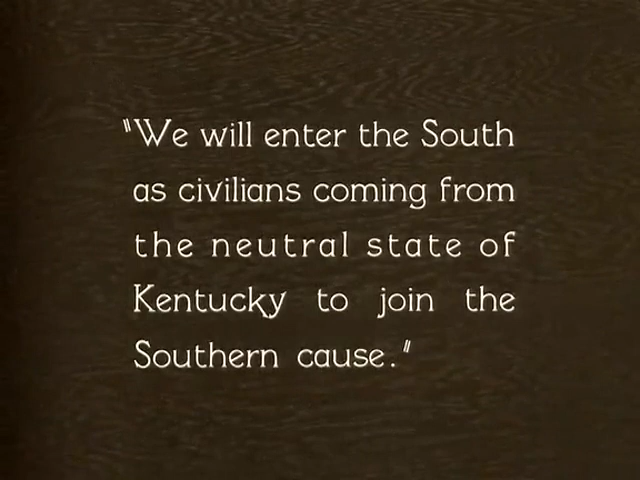 "We will enter the South
as civilians coming from
the neutral state of
Kentucky to join the
Southern cause."